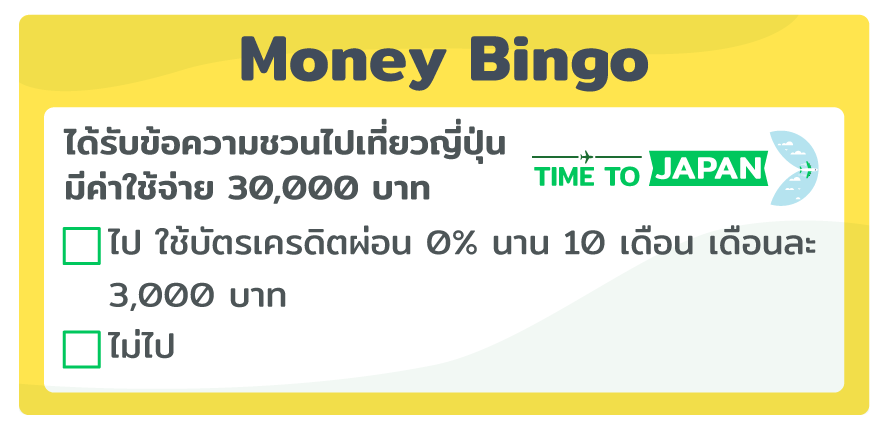 Money Bingo
ได้รับข้อความชวนไปเที่ยวญี่ปุ่น
มีค่าใช้จ่าย 30,000 บาท
TIME TO JAPAN
ไป ใช้บัตรเครดิตผ่อน 0% นาน 10 เดือน เดือนละ
3,000 บาท
ไม่ไป